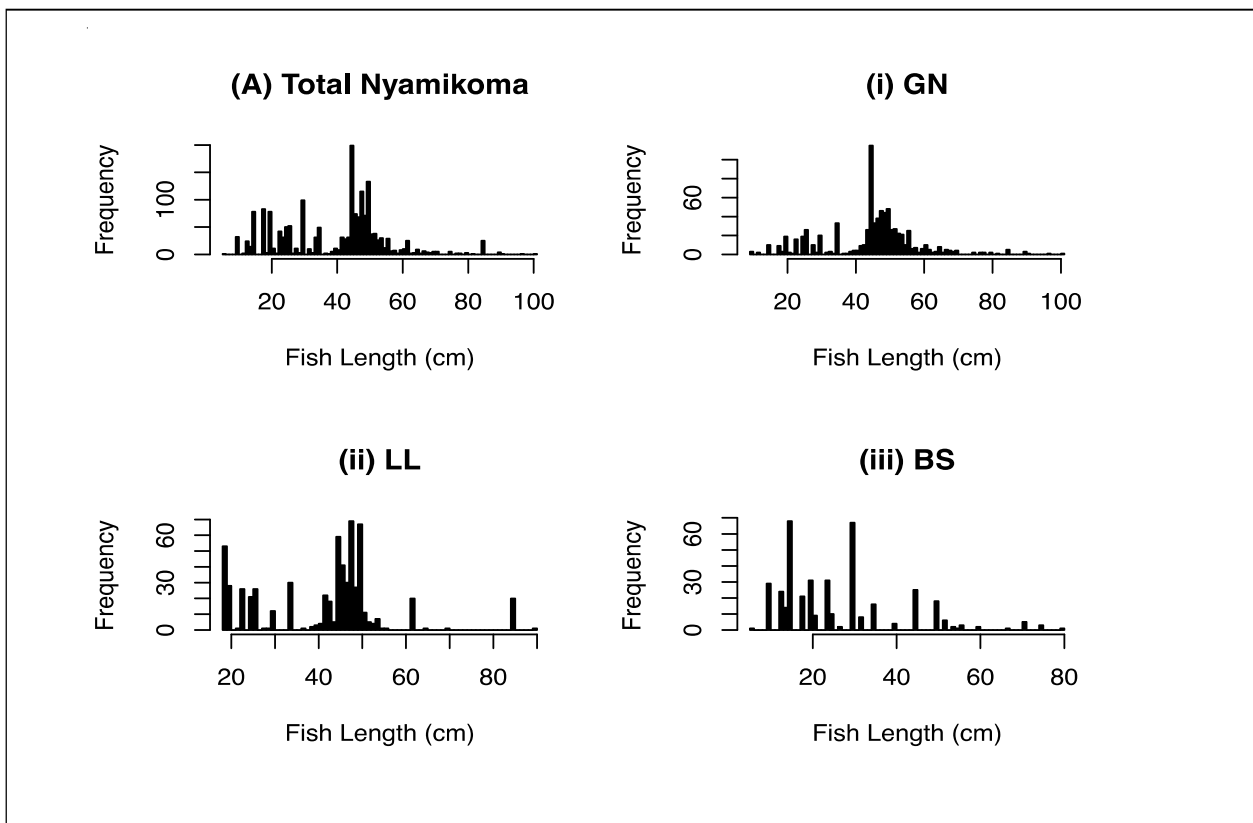 (A) Total Nyamikoma
Frequency
0 100
20 40 60 80 100
Fish Length (cm)
(i) GN
Frequency
0 60
20 40 60 80 100
Fish Length (cm)
(ii) LL
Frequency
0 30 60
20 40 60 80
Fish Length (cm)
(iii) BS
Frequency
0 30 60
20 40 60 80
Fish Length (cm)